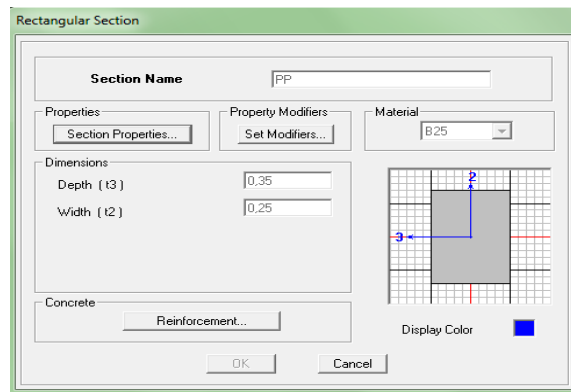 Rectangular Section
Section Name PP
Properties Property Modifiers Material
Section Properties... Set Modifiers... B25
Dimensions
Depth ( t3 ) 0,35
Width ( t2 ) 0,25
2
3
Concrete
Reinforcement...
Display Color
OK Cancel